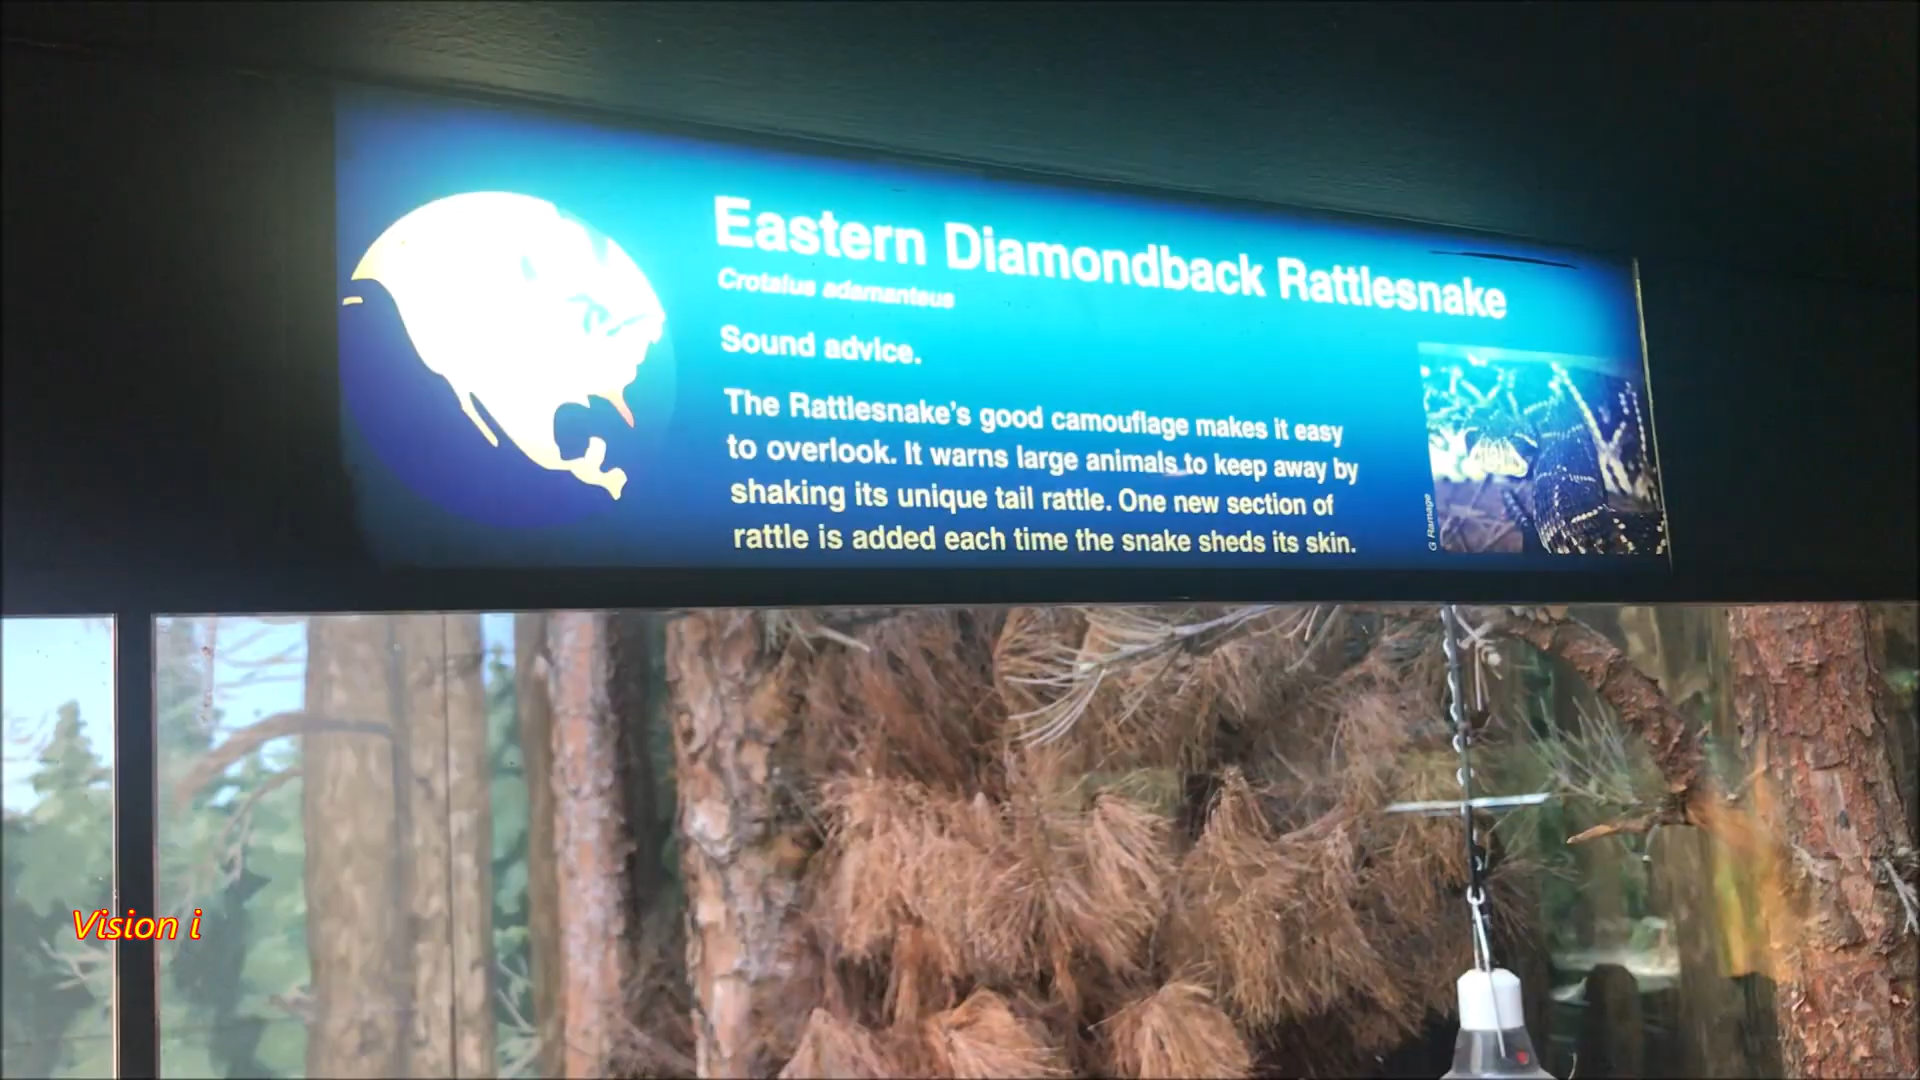 Eastern Diamondback Rattlesnake
Crotalus adamanteus
Sound advice.
The Rattlesnake's good camouflage makes it easy
to overlook. It warns large animals to keep away by
shaking its unique tail rattle. One new section of
rattle is added each time the snake sheds its skin.
G Ramage
Vision i